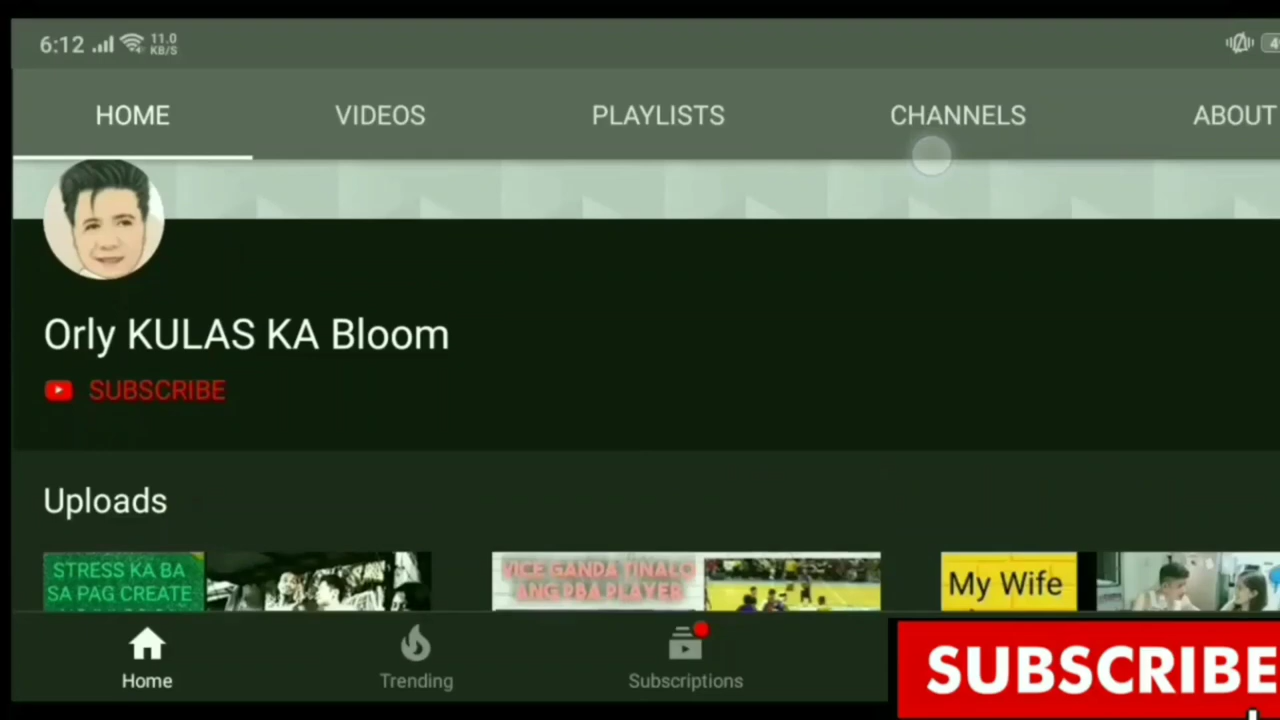 6:12 11.0 KB/S
HOME VIDEOS PLAYLISTS CHANNELS ABOUT
Orly KULAS KA Bloom
SUBSCRIBE
Uploads
STRESS KA BA
SA PAG CREATE
VICE GANDA TINALO
ANG PBA PLAYER
My Wife
Home Trending Subscriptions
SUBSCRIBE